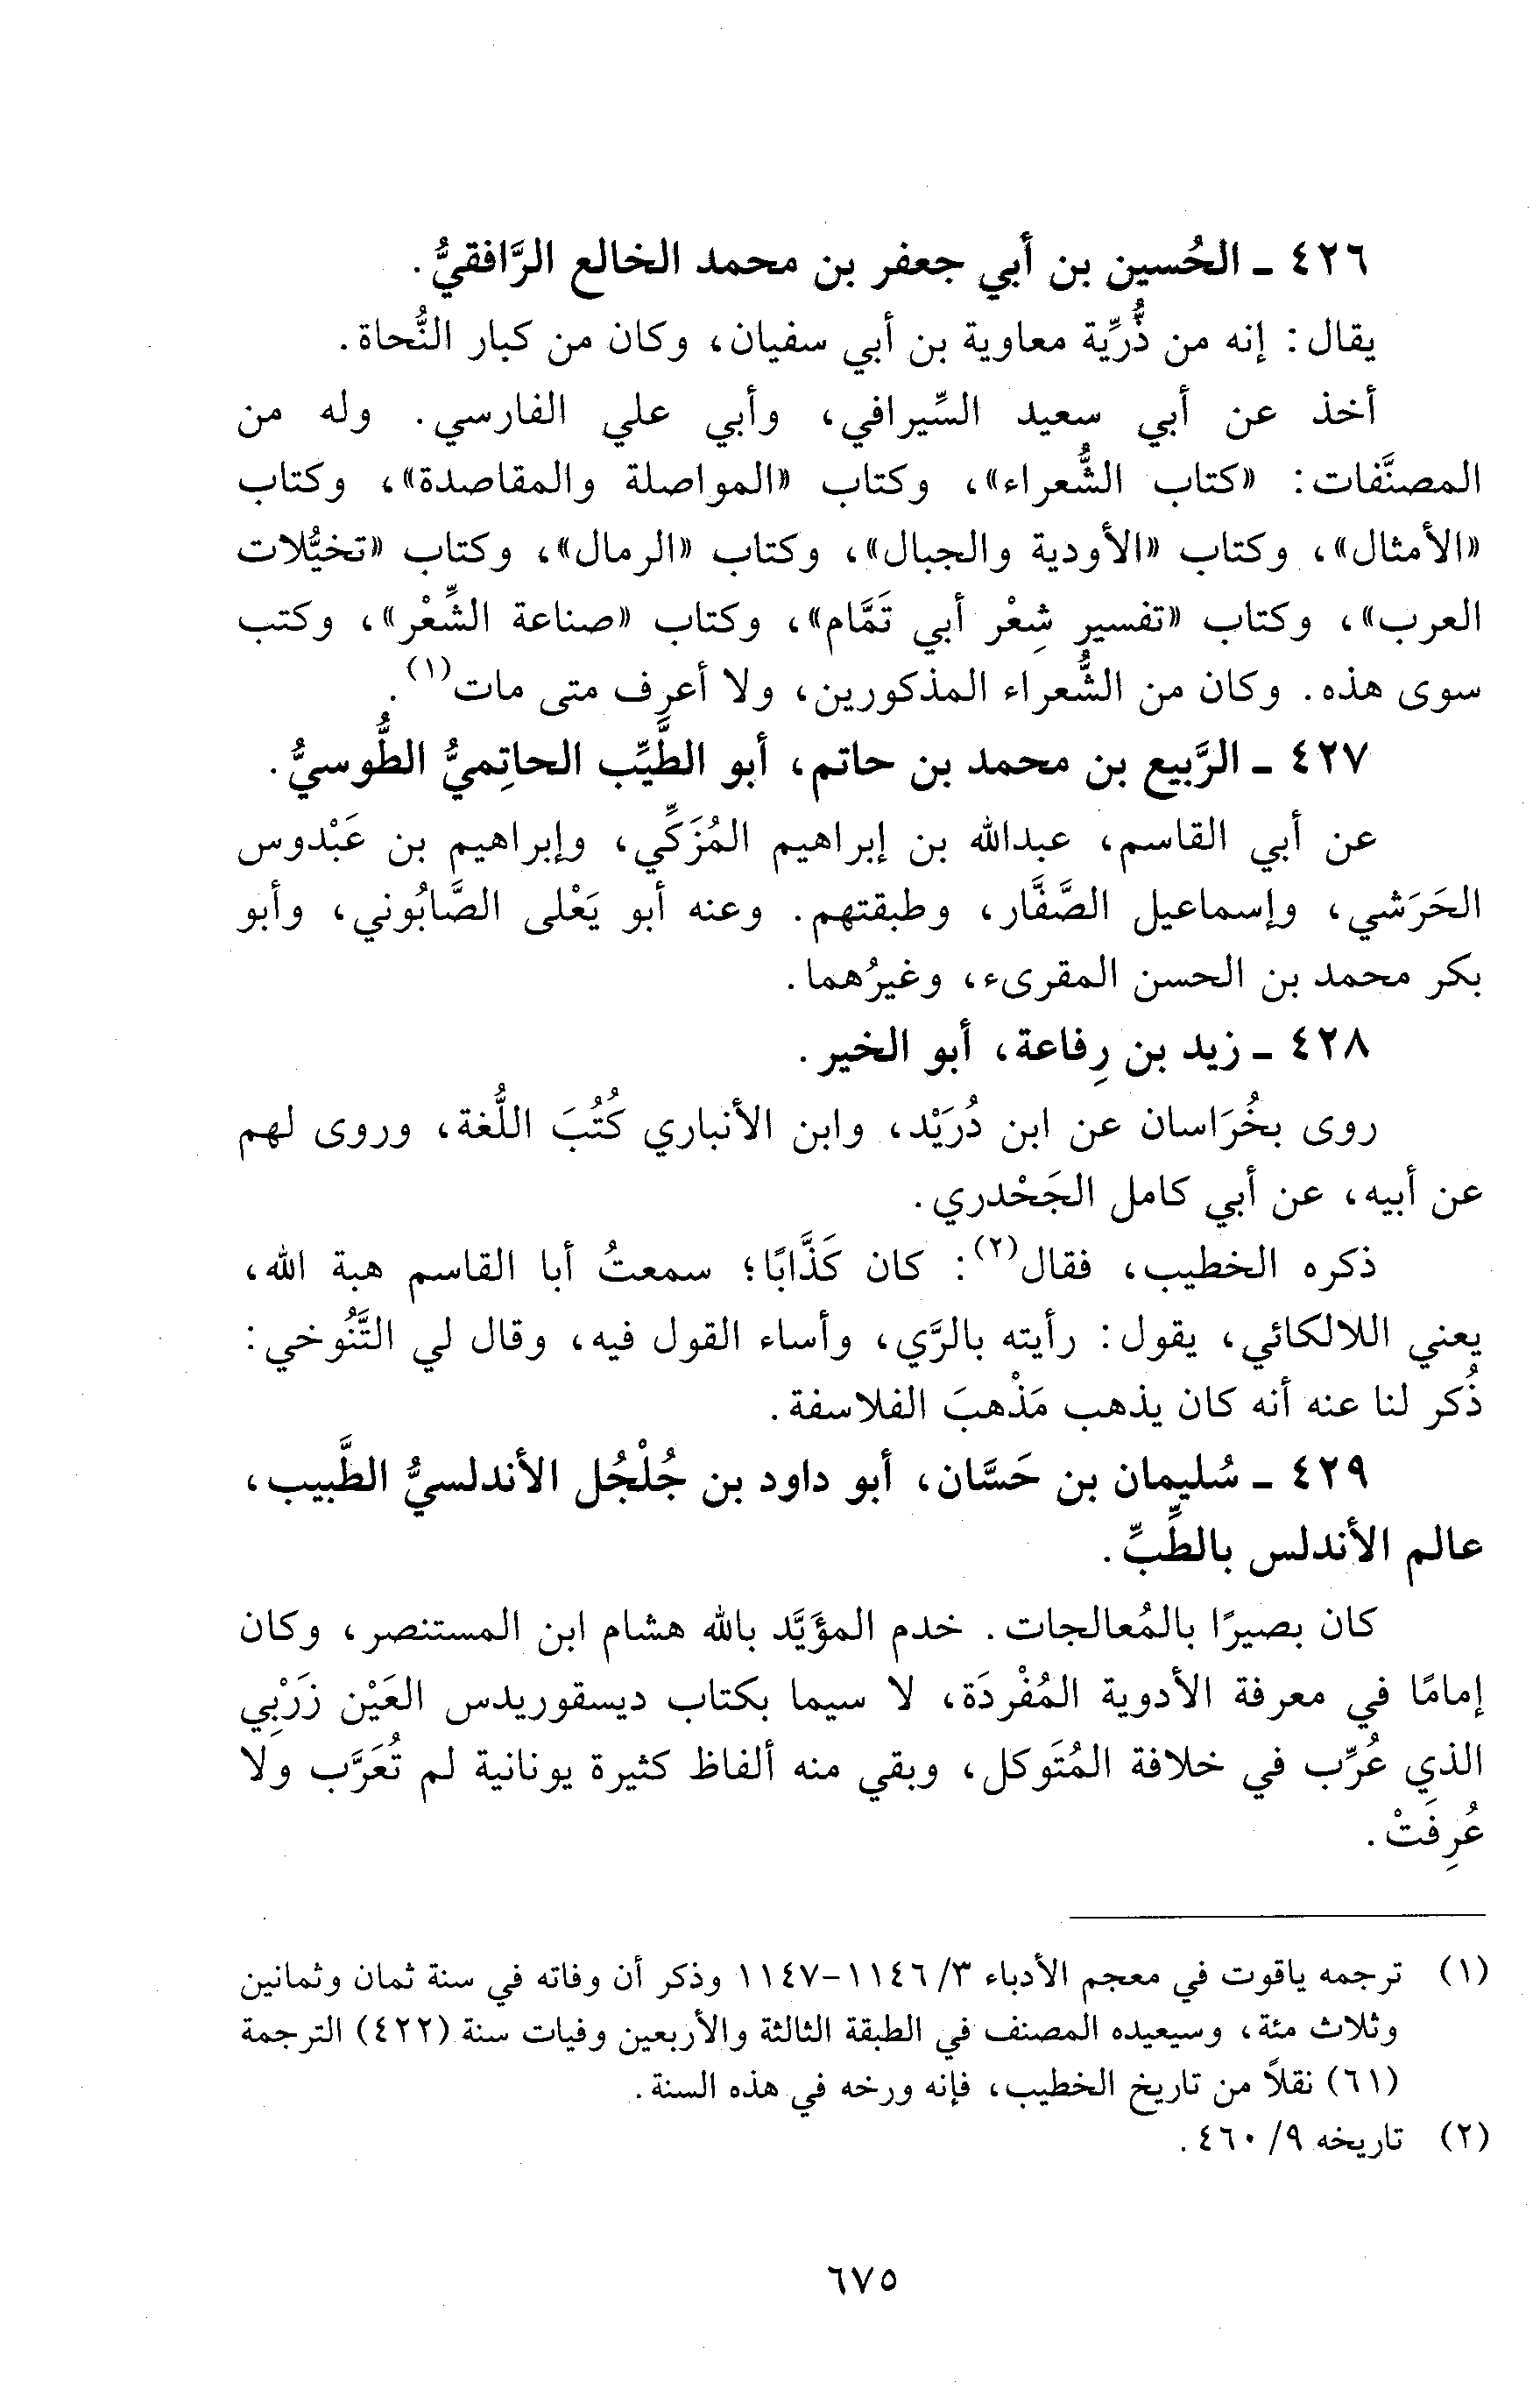 ٤٢٦ ـ الحُسين بن أبي جعفر بن محمد الخالع الرَّافقيُّ.
يقال: إنه من ذُّرِّية معاوية بن أبي سفيان، وكان من كبار النُّحاة.
أخذ عن أبي سعيد السِّيرافي، وأبي علي الفارسي. وله من
المصنَّفات: «كتاب الشُّعراء»، وكتاب «المواصلة والمقاصدة»، وكتاب
«الأمثال»، وكتاب «الأودية والجبال»، وكتاب «الرمال»، وكتاب «تخيُّلات
العرب»، وكتاب «تفسير شِعْر أبي تَمَّام»، وكتاب «صناعة الشِّعْر»، وكتب
سوى هذه. وكان من الشُّعراء المذكورين، ولا أعرف متى مات(١).
٤٢٧ ـ الرَّبيع بن محمد بن حاتم، أبو الطَّيِّب الحاتِميُّ الطُّوسيُّ.
عن أبي القاسم، عبدالله بن إبراهيم المُزَكِّي، وإبراهيم بن عَبْدوس
الحَرَشي، وإسماعيل الصَّفَّار، وطبقتهم. وعنه أبو يَعْلى الصَّابُوني، وأبو
بكر محمد بن الحسن المقرىء، وغيرُهما.
٤٢٨ ـ زيد بن رِفاعة، أبو الخير.
روى بخُرَاسان عن ابن دُرَيْد، وابن الأنباري كُتُبَ اللُّغة، وروى لهم
عن أبيه، عن أبي كامل الجَحْدري.
ذكره الخطيب، فقال(٢): كان كَذَّابًا؛ سمعتُ أبا القاسم هبة الله،
يعني اللالكائي، يقول: رأيته بالرَّي، وأساء القول فيه، وقال لي التَّنُوخي:
ذُكر لنا عنه أنه كان يذهب مَذْهبَ الفلاسفة.
٤٢٩ ـ سُليمان بن حَسَّان، أبو داود بن جُلْجُل الأندلسيُّ الطَّبيب،
عالم الأندلس بالطِّبِّ.
كان بصيرًا بالمُعالجات. خدم المؤَيَّد بالله هشام ابن المستنصر، وكان
إمامًا في معرفة الأدوية المُفْردَة، لا سيما بكتاب ديسقوريدس العَيْن زَرْبِي
الذي عُرِّب في خلافة المُتَوكل، وبقي منه ألفاظ كثيرة يونانية لم تُعَرَّب ولا
عُرِفَتْ.
(١) ترجمه ياقوت في معجم الأدباء ٣/ ١١٤٦-١١٤٧ وذكر أن وفاته في سنة ثمان وثمانين
وثلاث مئة، وسيعيده المصنف في الطبقة الثالثة والأربعين وفيات سنة (٤٢٢) الترجمة
(٦١) نقلاً من تاريخ الخطيب، فإنه ورخه في هذه السنة.
(٢) تاريخه ٩/ ٤٦٠.
٦٧٥